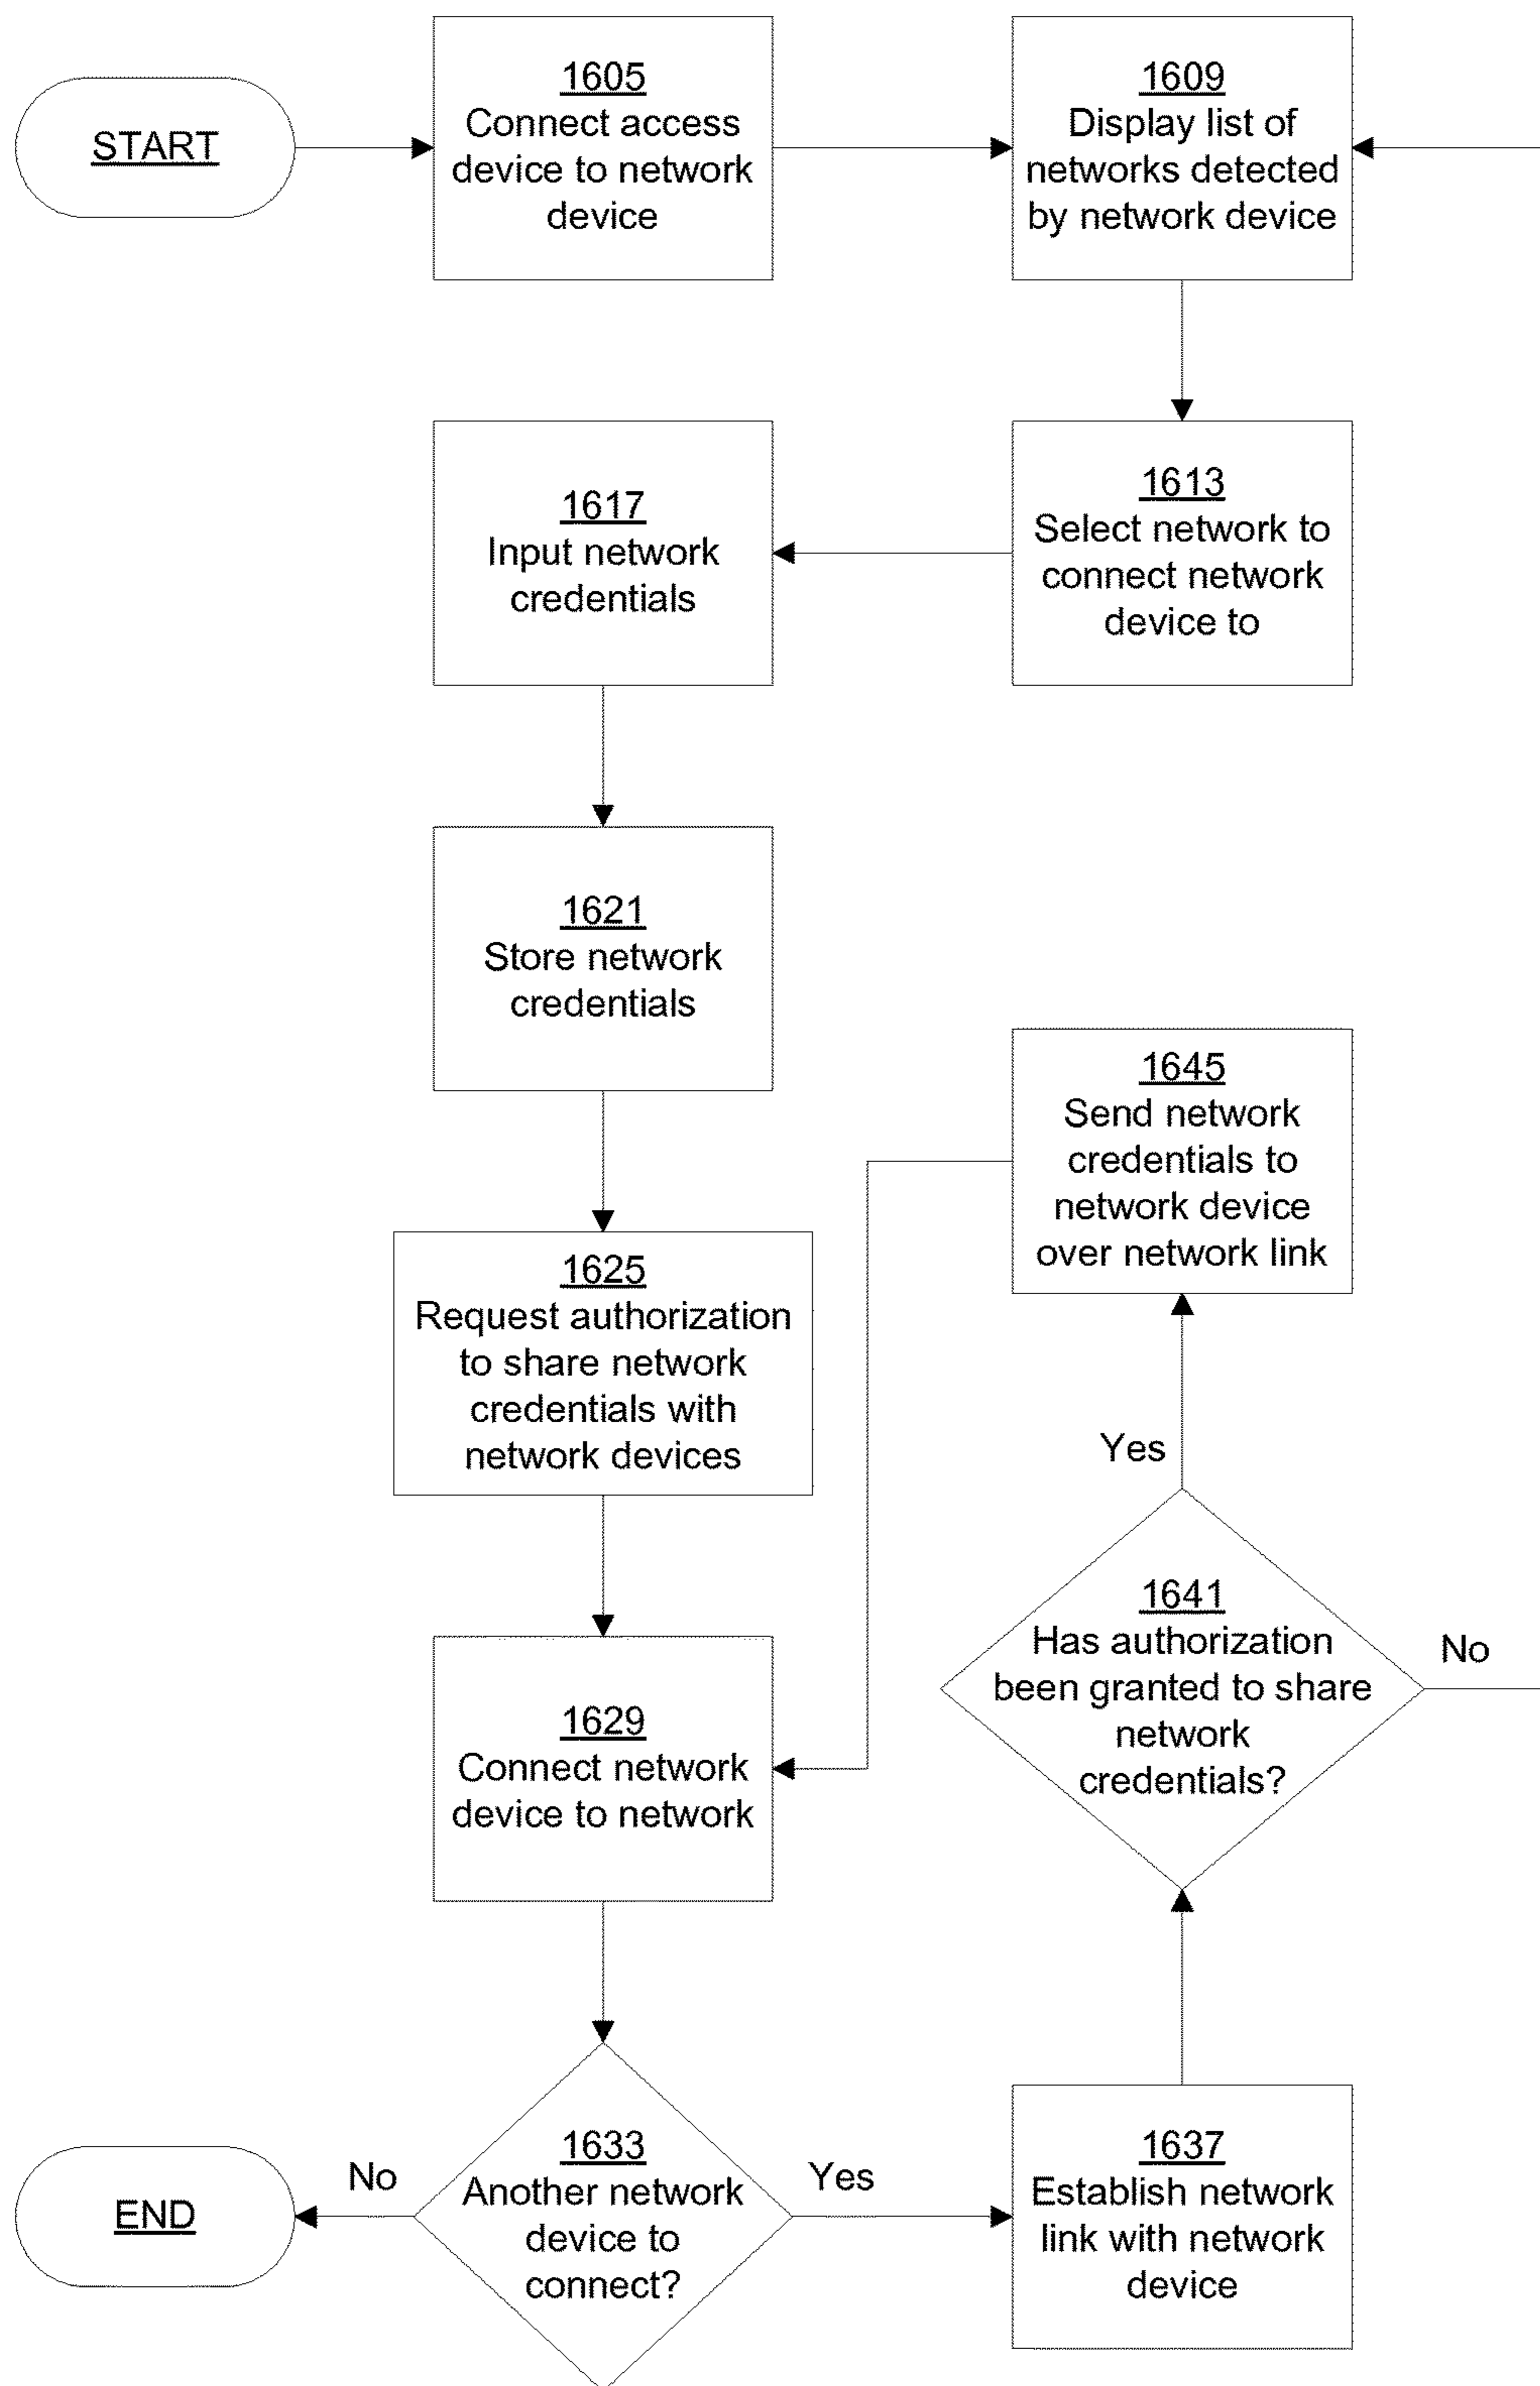 START
1605
Connect access
device to network
device
1609
Display list of
networks detected
by network device
1613
Select network to
connect network
device to
1617
Input network
credentials
1621
Store network
credentials
1625
Request authorization
to share network
credentials with
network devices
1629
Connect network
device to network
1633
Another network
device to
connect?
No
END
Yes
1637
Establish network
link with network
device
1641
Has authorization
been granted to share
network
credentials?
No
Yes
1645
Send network
credentials to
network device
over network link